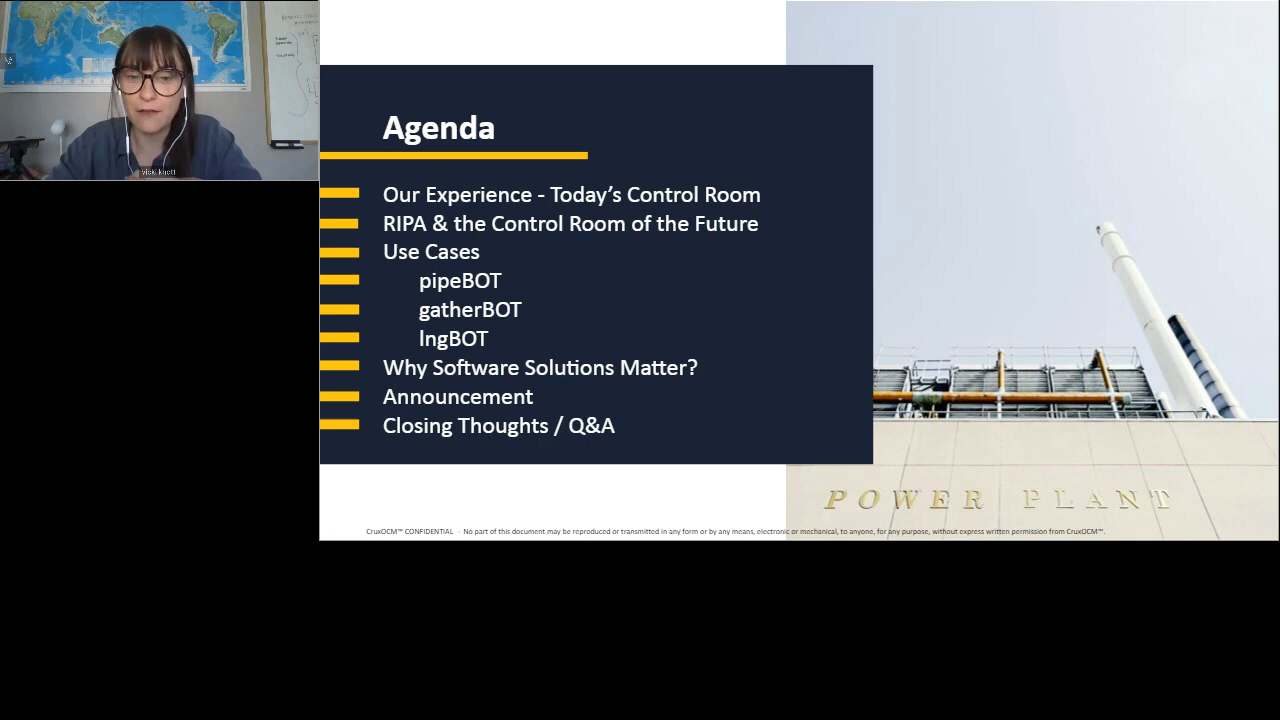 vicki knott
Agenda
Our Experience - Today's Control Room
RIPA & the Control Room of the Future
Use Cases
pipeBOT
gatherBOT
lngBOT
Why Software Solutions Matter?
Announcement
Closing Thoughts / Q&A
POWER PLANT
CruxOCM™ CONFIDENTIAL - No part of this document may be reproduced or transmitted in any form or by any means, electronic or mechanical, to anyone, for any purpose, without express written permission from CruxOCM™.